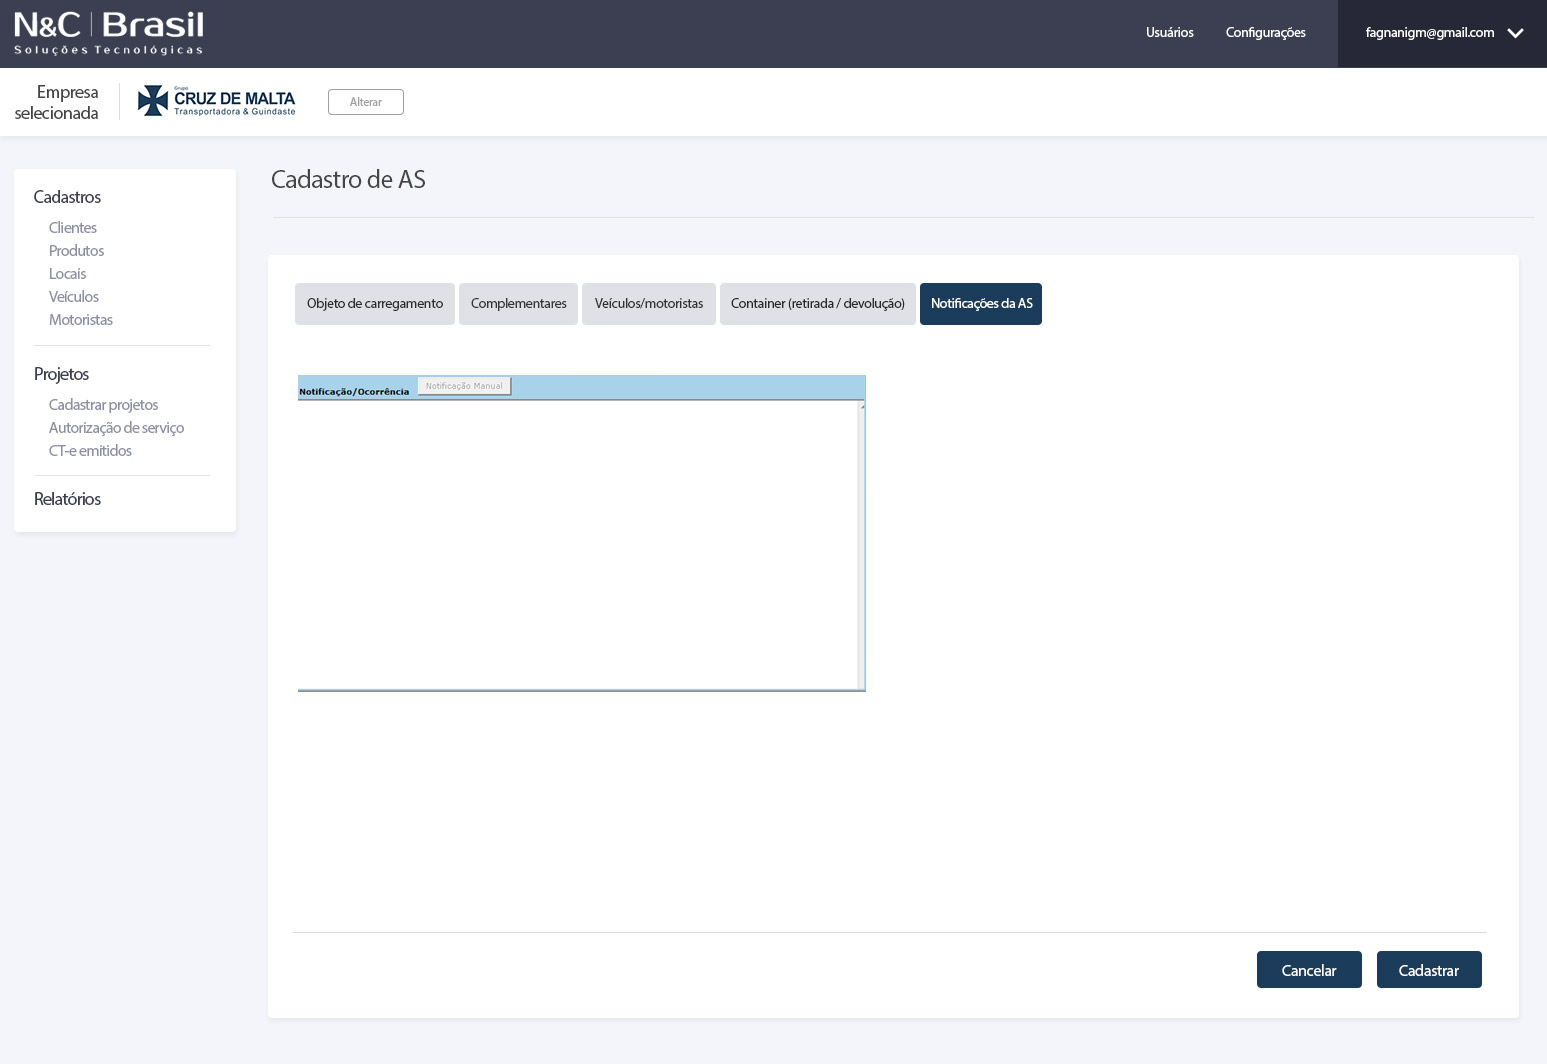 N&C | Brasil
Soluções Tecnológicas
Usuários
Configurações
fagnanigm@gmail.com
Empresa
selecionada
Grupo
CRUZ DE MALTA
Transportadora & Guindaste
Alterar
Cadastros
Clientes
Produtos
Locais
Veículos
Motoristas
Projetos
Cadastrar projetos
Autorização de serviço
CT-e emitidos
Relatórios
Cadastro de AS
Objeto de carregamento
Complementares
Veículos/motoristas
Container (retirada / devolução)
Notificações da AS
Notificação/Ocorrência
Notificação Manual
Cancelar
Cadastrar